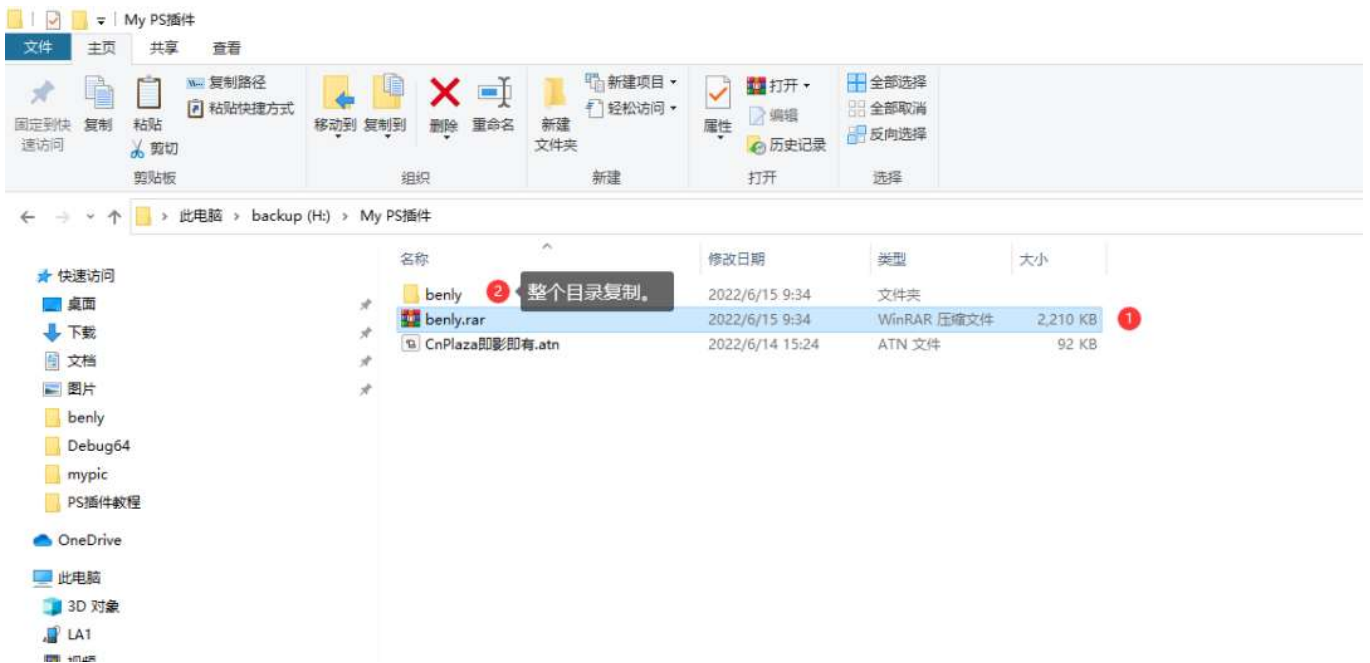 My PS插件
文件 主页 共享 查看
固定到快速访问
复制
粘贴
复制路径
粘贴快捷方式
剪切
剪贴板
移动到
复制到
删除
重命名
组织
新建文件夹
新建项目
轻松访问
新建
属性
打开
编辑
历史记录
打开
全部选择
全部取消
反向选择
选择
此电脑 > backup (H:) > My PS插件
名称 修改日期 类型 大小
benly 2 整个目录复制。 2022/6/15 9:34 文件夹
benly.rar 2022/6/15 9:34 WinRAR 压缩文件 2,210 KB 1
CnPlaza即影即有.atn 2022/6/14 15:24 ATN 文件 92 KB
快速访问
桌面
下载
文档
图片
benly
Debug64
mypic
PS插件教程
OneDrive
此电脑
3D 对象
LA1
视频